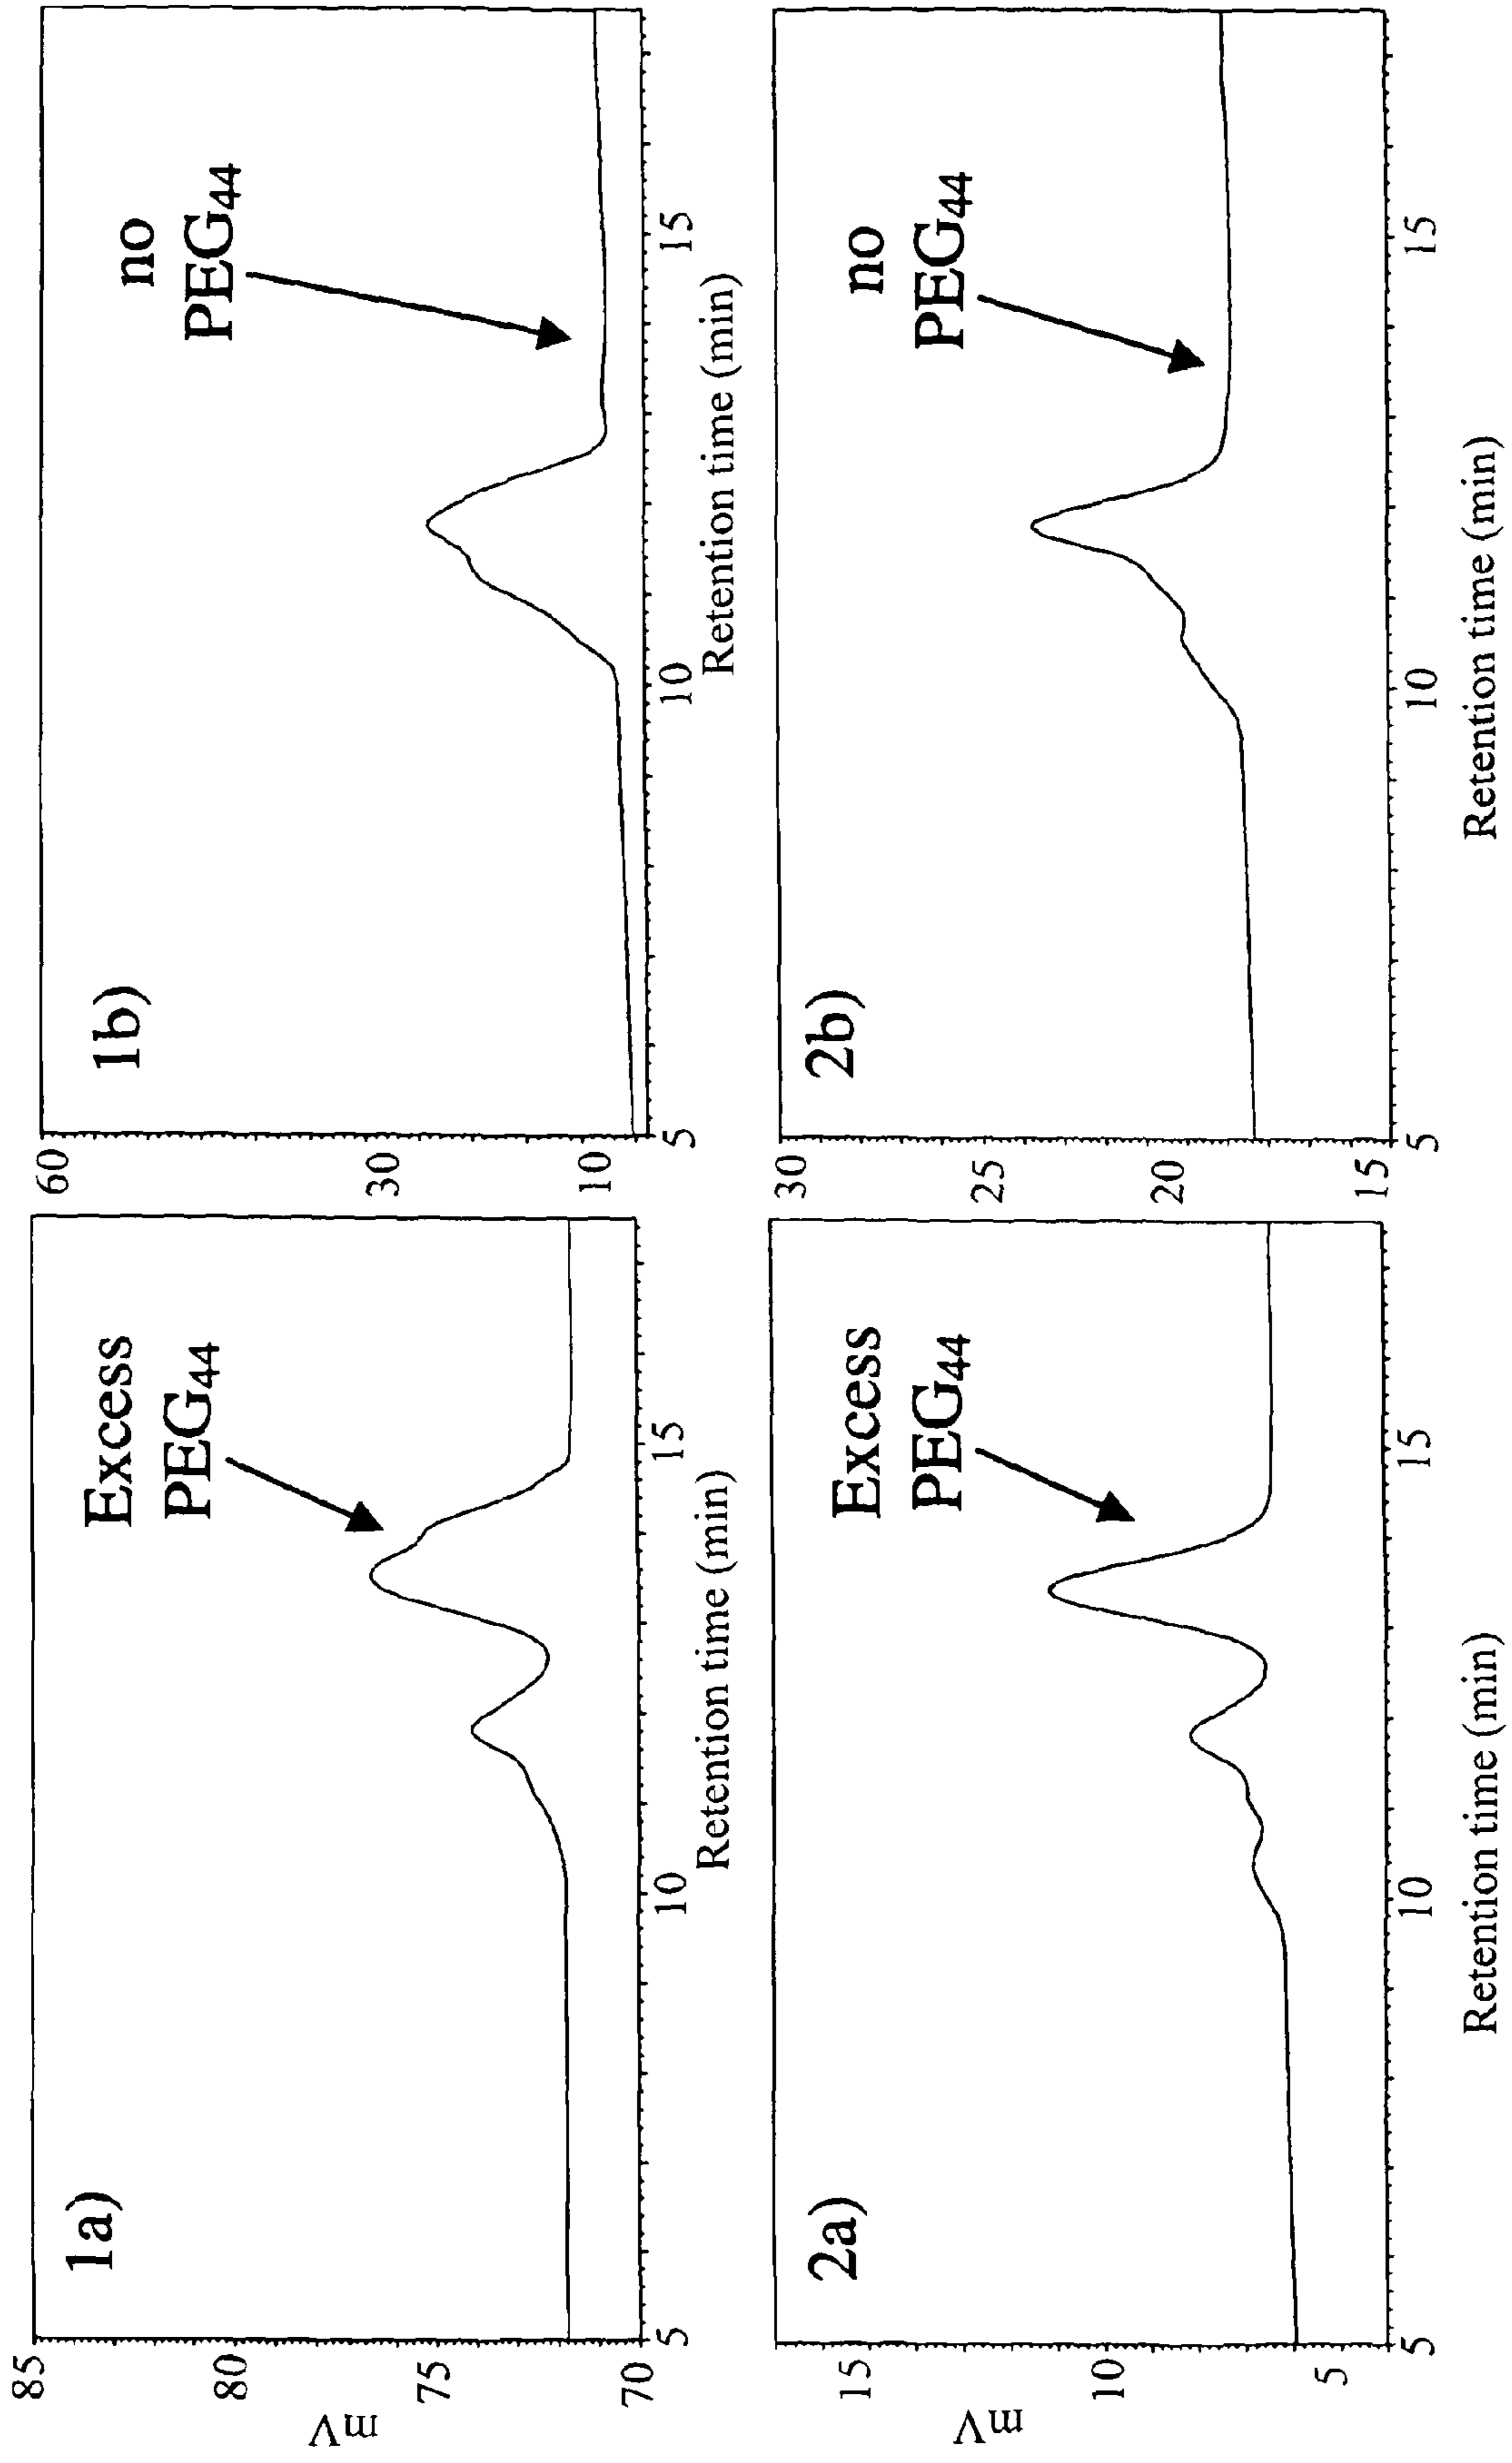 1a)
Excess
PEG44
85
80
75
70
mV
5
10
15
Retention time (min)
1b)
no
PEG44
60
30
10
5
10
15
Retention time (min)
2a)
Excess
PEG44
15
10
5
mV
5
10
15
Retention time (min)
2b)
no
PEG44
30
25
20
15
5
10
15
Retention time (min)